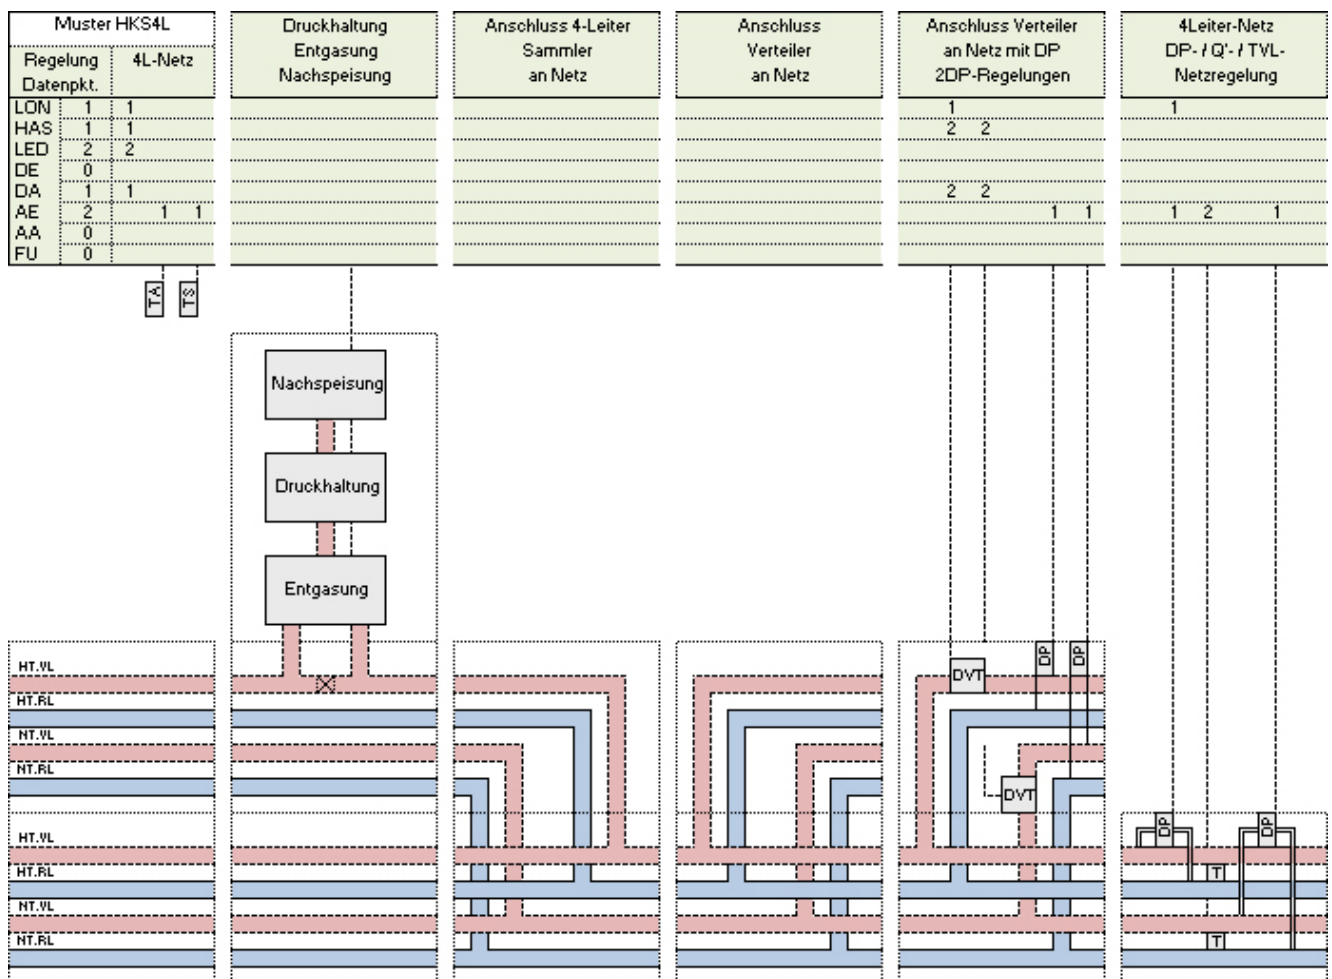 Muster HKS4L
Regelung 4L-Netz
Datenpkt.
LON 1 1
HAS 1 1
LED 2 2
DE 0
DA 1 1
AE 2 1 1
AA 0
FU 0
TA TS
Druckhaltung
Entgasung
Nachspeisung
Nachspeisung
Druckhaltung
Entgasung
Anschluss 4-Leiter
Sammler
an Netz
Anschluss
Verteiler
an Netz
Anschluss Verteiler
an Netz mit DP
2DP-Regelungen
1
2 2
2 2
1 1
DP DP
DVT
DVT
4Leiter-Netz
DP- / Q'- / TVL-
Netzregelung
1
1 2 1
DP DP
T
T
HT.VL
HT.RL
NT.VL
NT.RL
HT.VL
HT.RL
NT.VL
NT.RL